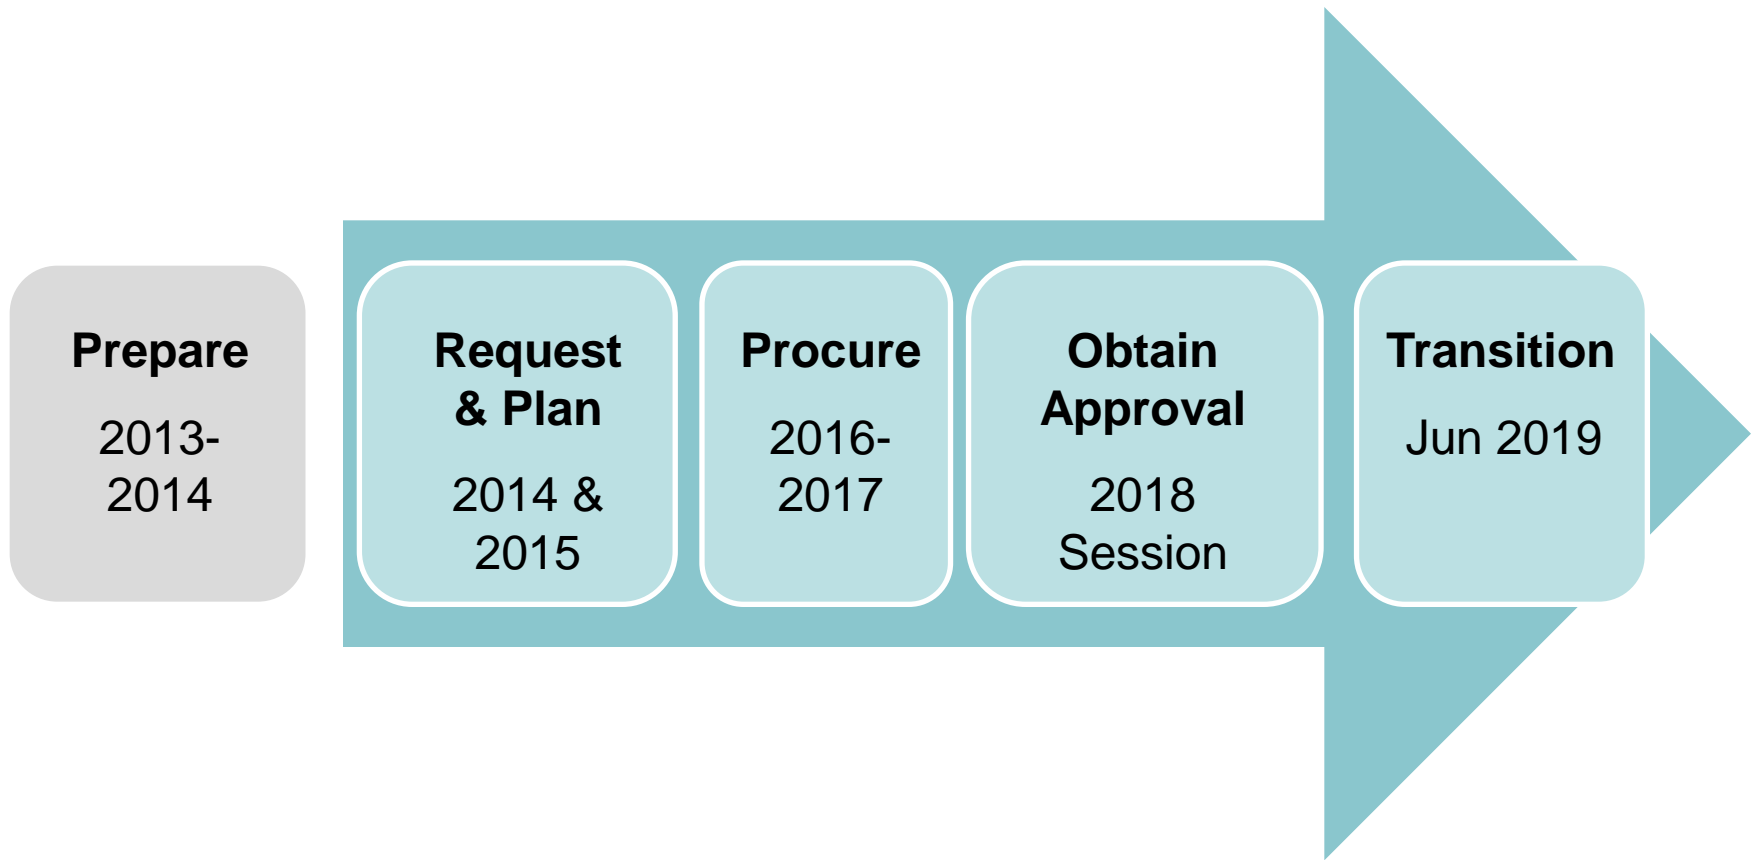 Prepare
2013-
2014
Request
& Plan
2014 &
2015
Procure
2016-
2017
Obtain
Approval
2018
Session
Transition
Jun 2019